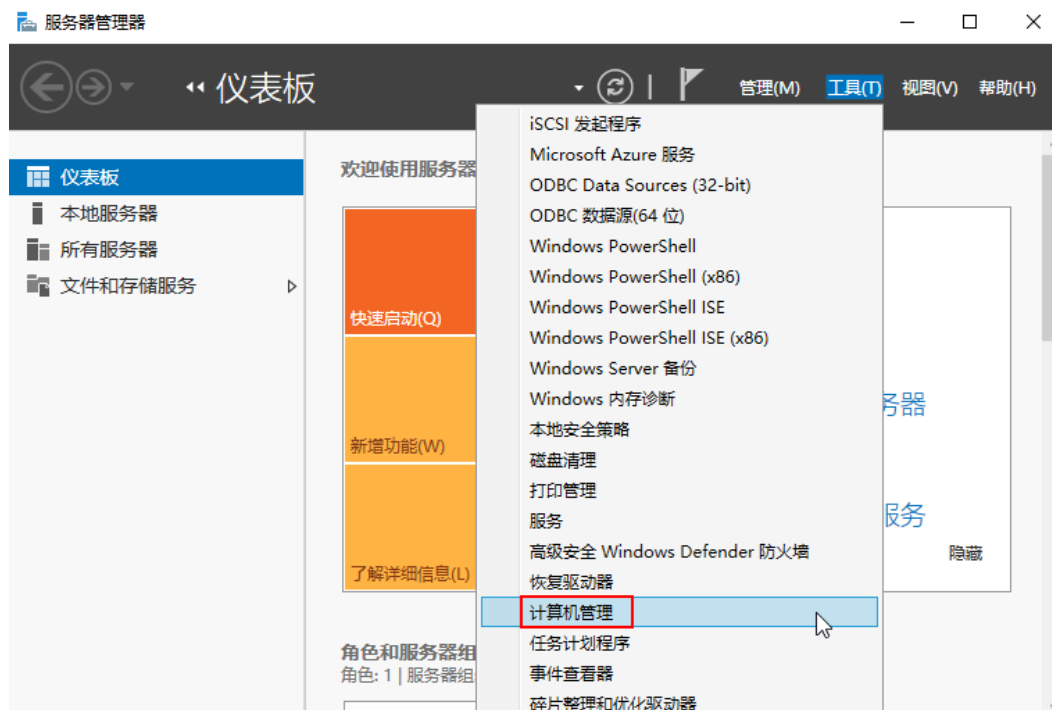 服务器管理器
仪表板
管理(M) 工具(T) 视图(V) 帮助(H)
仪表板
本地服务器
所有服务器
文件和存储服务
欢迎使用服务器
快速启动(Q)
新增功能(W)
了解详细信息(L)
角色和服务器组
角色: 1 | 服务器组
iSCSI 发起程序
Microsoft Azure 服务
ODBC Data Sources (32-bit)
ODBC 数据源(64 位)
Windows PowerShell
Windows PowerShell (x86)
Windows PowerShell ISE
Windows PowerShell ISE (x86)
Windows Server 备份
Windows 内存诊断
本地安全策略
磁盘清理
打印管理
服务
高级安全 Windows Defender 防火墙
恢复驱动器
计算机管理
任务计划程序
事件查看器
碎片整理和优化驱动器
务器
服务
隐藏